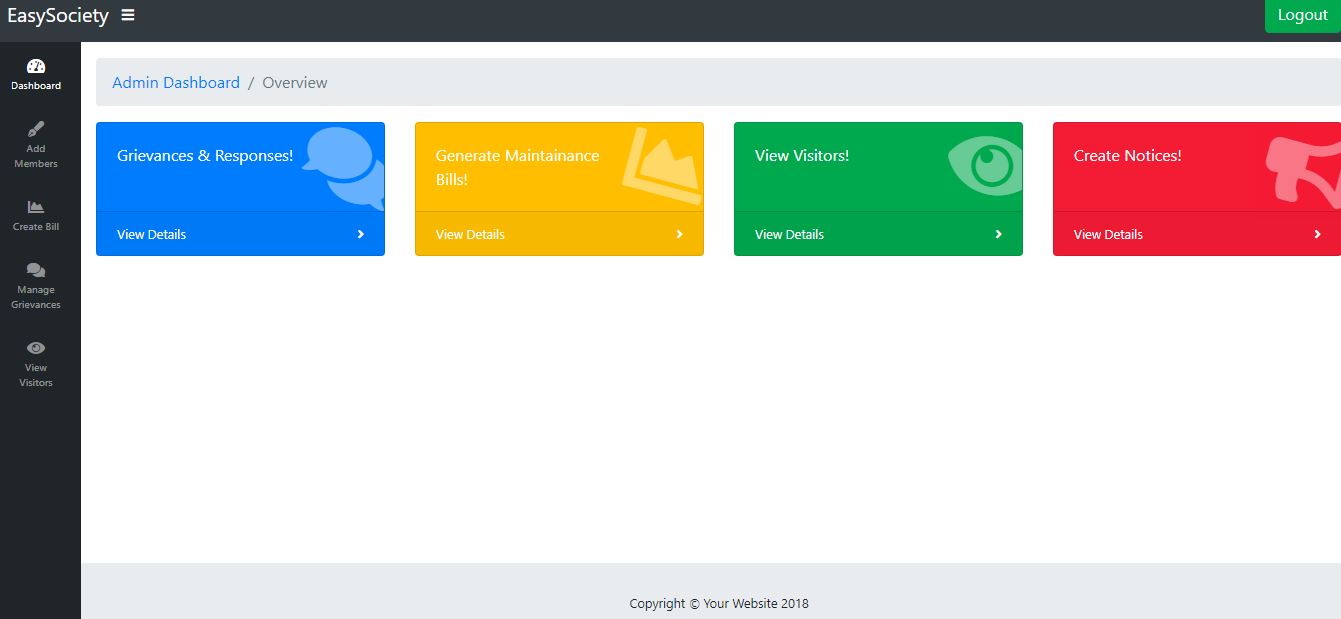 EasySociety
Logout
Dashboard
Add
Members
Create Bill
Manage
Grievances
View
Visitors
Admin Dashboard / Overview
Grievances & Responses!
View Details
Generate Maintainance
Bills!
View Details
View Visitors!
View Details
Create Notices!
View Details
Copyright © Your Website 2018